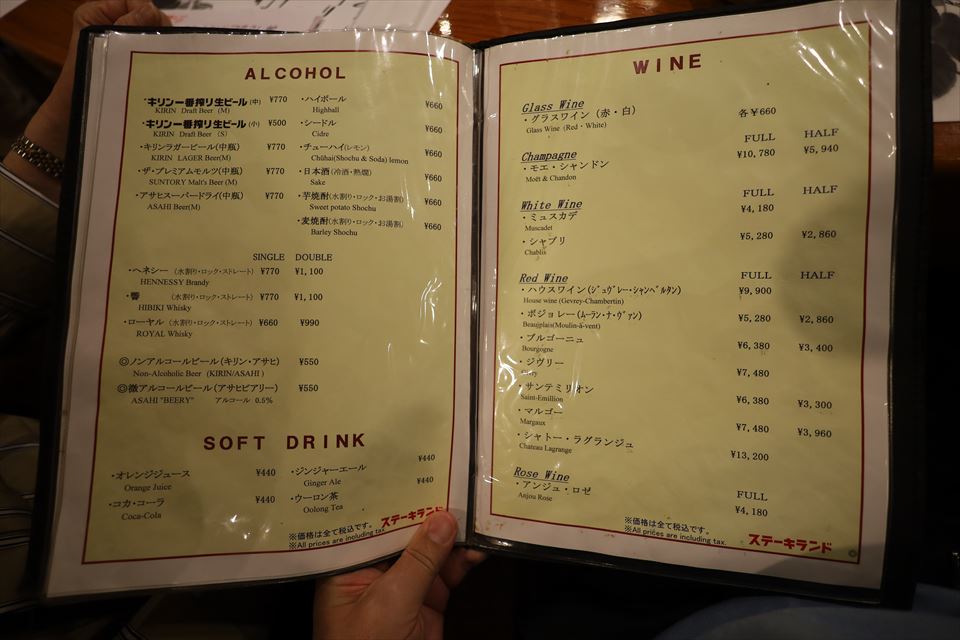 ALCOHOL
・キリン一番搾り生ビール（中） ¥770
KIRIN Draft Beer (M)
・キリン一番搾り生ビール（小） ¥500
KIRIN Draft Beer (S)
・キリンラガービール（中瓶） ¥770
KIRIN LAGER Beer(M)
・ザ・プレミアムモルツ（中瓶） ¥770
SUNTORY Malt's Beer (M)
・アサヒスーパードライ（中瓶） ¥770
ASAHI Beer(M)
・ハイボール ¥660
Highball
・シードル ¥660
Cidre
・チューハイ(レモン) ¥660
Chūhai(Shochu & Soda) lemon
・日本酒（冷酒・熱燗） ¥660
Sake
・芋焼酎(水割り・ロック・お湯割) ¥660
Sweet potato Shochu
・麦焼酎(水割り・ロック・お湯割) ¥660
Barley Shochu
SINGLE DOUBLE
・ヘネシー （水割り・ロック・ストレート） ¥770 ¥1,100
HENNESSY Brandy
・響 （水割り・ロック・ストレート） ¥770 ¥1,100
HIBIKI Whisky
・ローヤル （水割り・ロック・ストレート） ¥660 ¥990
ROYAL Whisky
◎ノンアルコールビール（キリン・アサヒ） ¥550
Non-Alcoholic Beer (KIRIN/ASAHI)
◎微アルコールビール（アサヒビアリー） ¥550
ASAHI "BEERY" アルコール 0.5%
SOFT DRINK
・オレンジジュース ¥440
Orange Juice
・コカ・コーラ ¥440
Coca-Cola
・ジンジャーエール ¥440
Ginger Ale
・ウーロン茶 ¥440
Oolong Tea
※価格は全て税込です。
※All prices are including tax.
ステーキランド
WINE
Glass Wine
・グラスワイン（赤・白） 各￥660
Glass Wine (Red・White)
FULL HALF
Champagne
・モエ・シャンドン ¥10,780 ¥5,940
Moët & Chandon
White Wine FULL HALF
・ミュスカデ ¥4,180
Muscadet
・シャブリ ¥5,280 ¥2,860
Chablis
Red Wine FULL HALF
・ハウスワイン（ジュヴレー・シャンベルタン） ¥9,900
House wine (Gevrey-Chambertin)
・ボジョレー（ムーラン・ナ・ヴァン） ¥5,280 ¥2,860
Beaujplais(Moulin-à-vent)
・ブルゴーニュ ¥6,380 ¥3,400
Bourgogne
・ジヴリー ¥7,480
・サンテミリオン ¥6,380 ¥3,300
Saint-Emillion
・マルゴー ¥7,480 ¥3,960
Margaux
・シャトー・ラグランジュ ¥13,200
Chateau Lagrange
Rose Wine FULL
・アンジュ・ロゼ ¥4,180
Anjou Rose
※価格は全て税込です。
※All prices are including tax.
ステーキランド